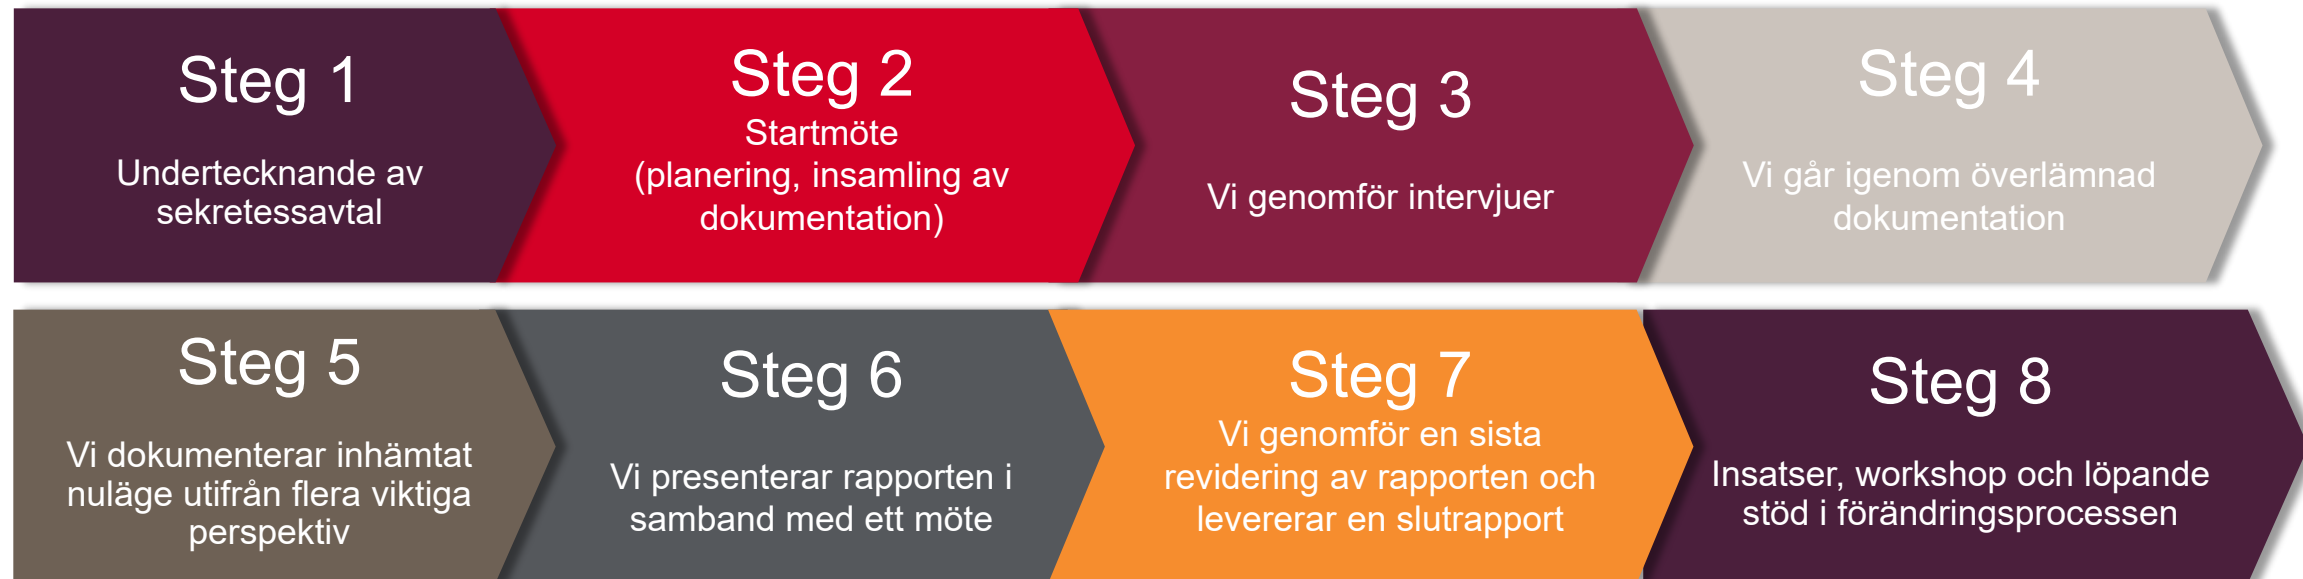 Steg 1
Undertecknande av
sekretessavtal
Steg 2
Startmöte
(planering, insamling av
dokumentation)
Steg 3
Vi genomför intervjuer
Steg 4
Vi går igenom överlämnad
dokumentation
Steg 5
Vi dokumenterar inhämtat
nuläge utifrån flera viktiga
perspektiv
Steg 6
Vi presenterar rapporten i
samband med ett möte
Steg 7
Vi genomför en sista
revidering av rapporten och
levererar en slutrapport
Steg 8
Insatser, workshop och löpande
stöd i förändringsprocessen